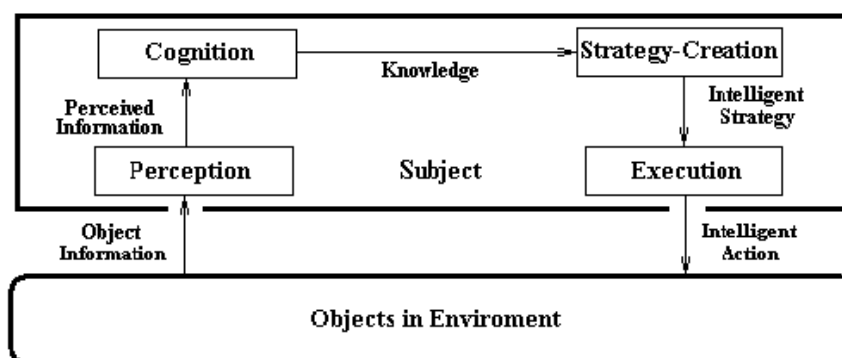 Cognition
Knowledge
Strategy-Creation
Perceived
Information
Intelligent
Strategy
Perception
Subject
Execution
Object
Information
Intelligent
Action
Objects in Enviroment